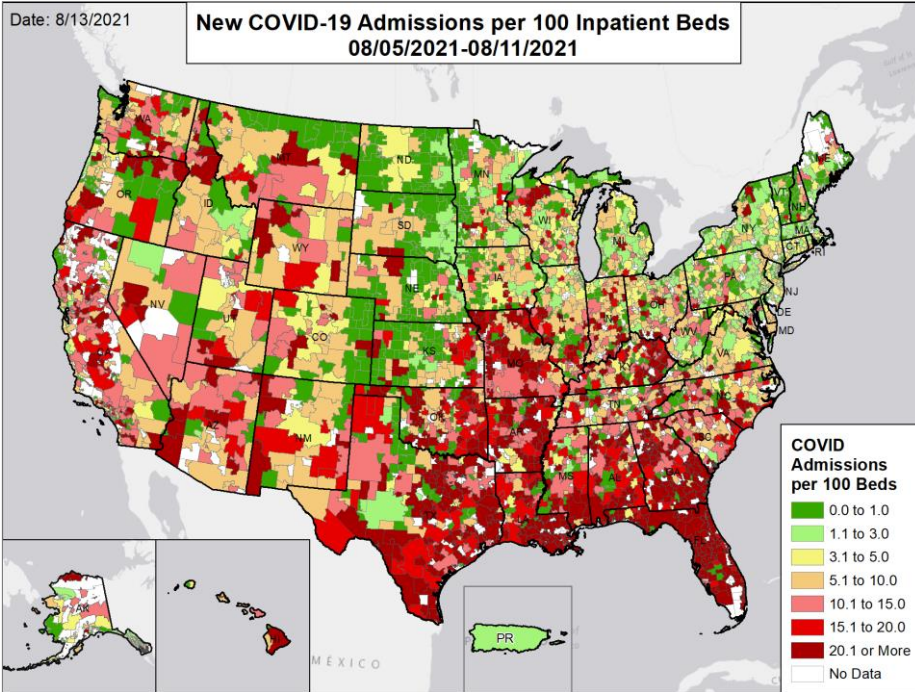 Date: 8/13/2021
New COVID-19 Admissions per 100 Inpatient Beds
08/05/2021-08/11/2021
WA
MT
ND
MN
ME
OR
ID
SD
WI
VT
NH
NY
MA
WY
MI
CT
RI
IA
PA
NJ
NE
NV
OH
DE
UT
IN
MD
CO
WV
CA
KS
MO
VA
KY
NC
TN
AZ
NM
OK
AR
SC
MS
AL
GA
TX
LA
FL
AK
PR
MÉXICO
COVID
Admissions
per 100 Beds
0.0 to 1.0
1.1 to 3.0
3.1 to 5.0
5.1 to 10.0
10.1 to 15.0
15.1 to 20.0
20.1 or More
No Data